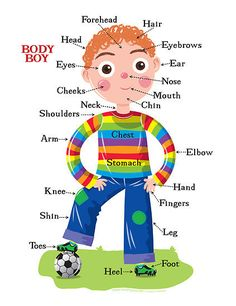 Forehead
Hair
Head
Eyebrows
BODY
BOY
Eyes
Ear
Nose
Cheeks
Mouth
Neck
Chin
Shoulders
Chest
Arm
Elbow
Stomach
Knee
Hand
Fingers
Shin
Leg
Toes
Foot
Heel